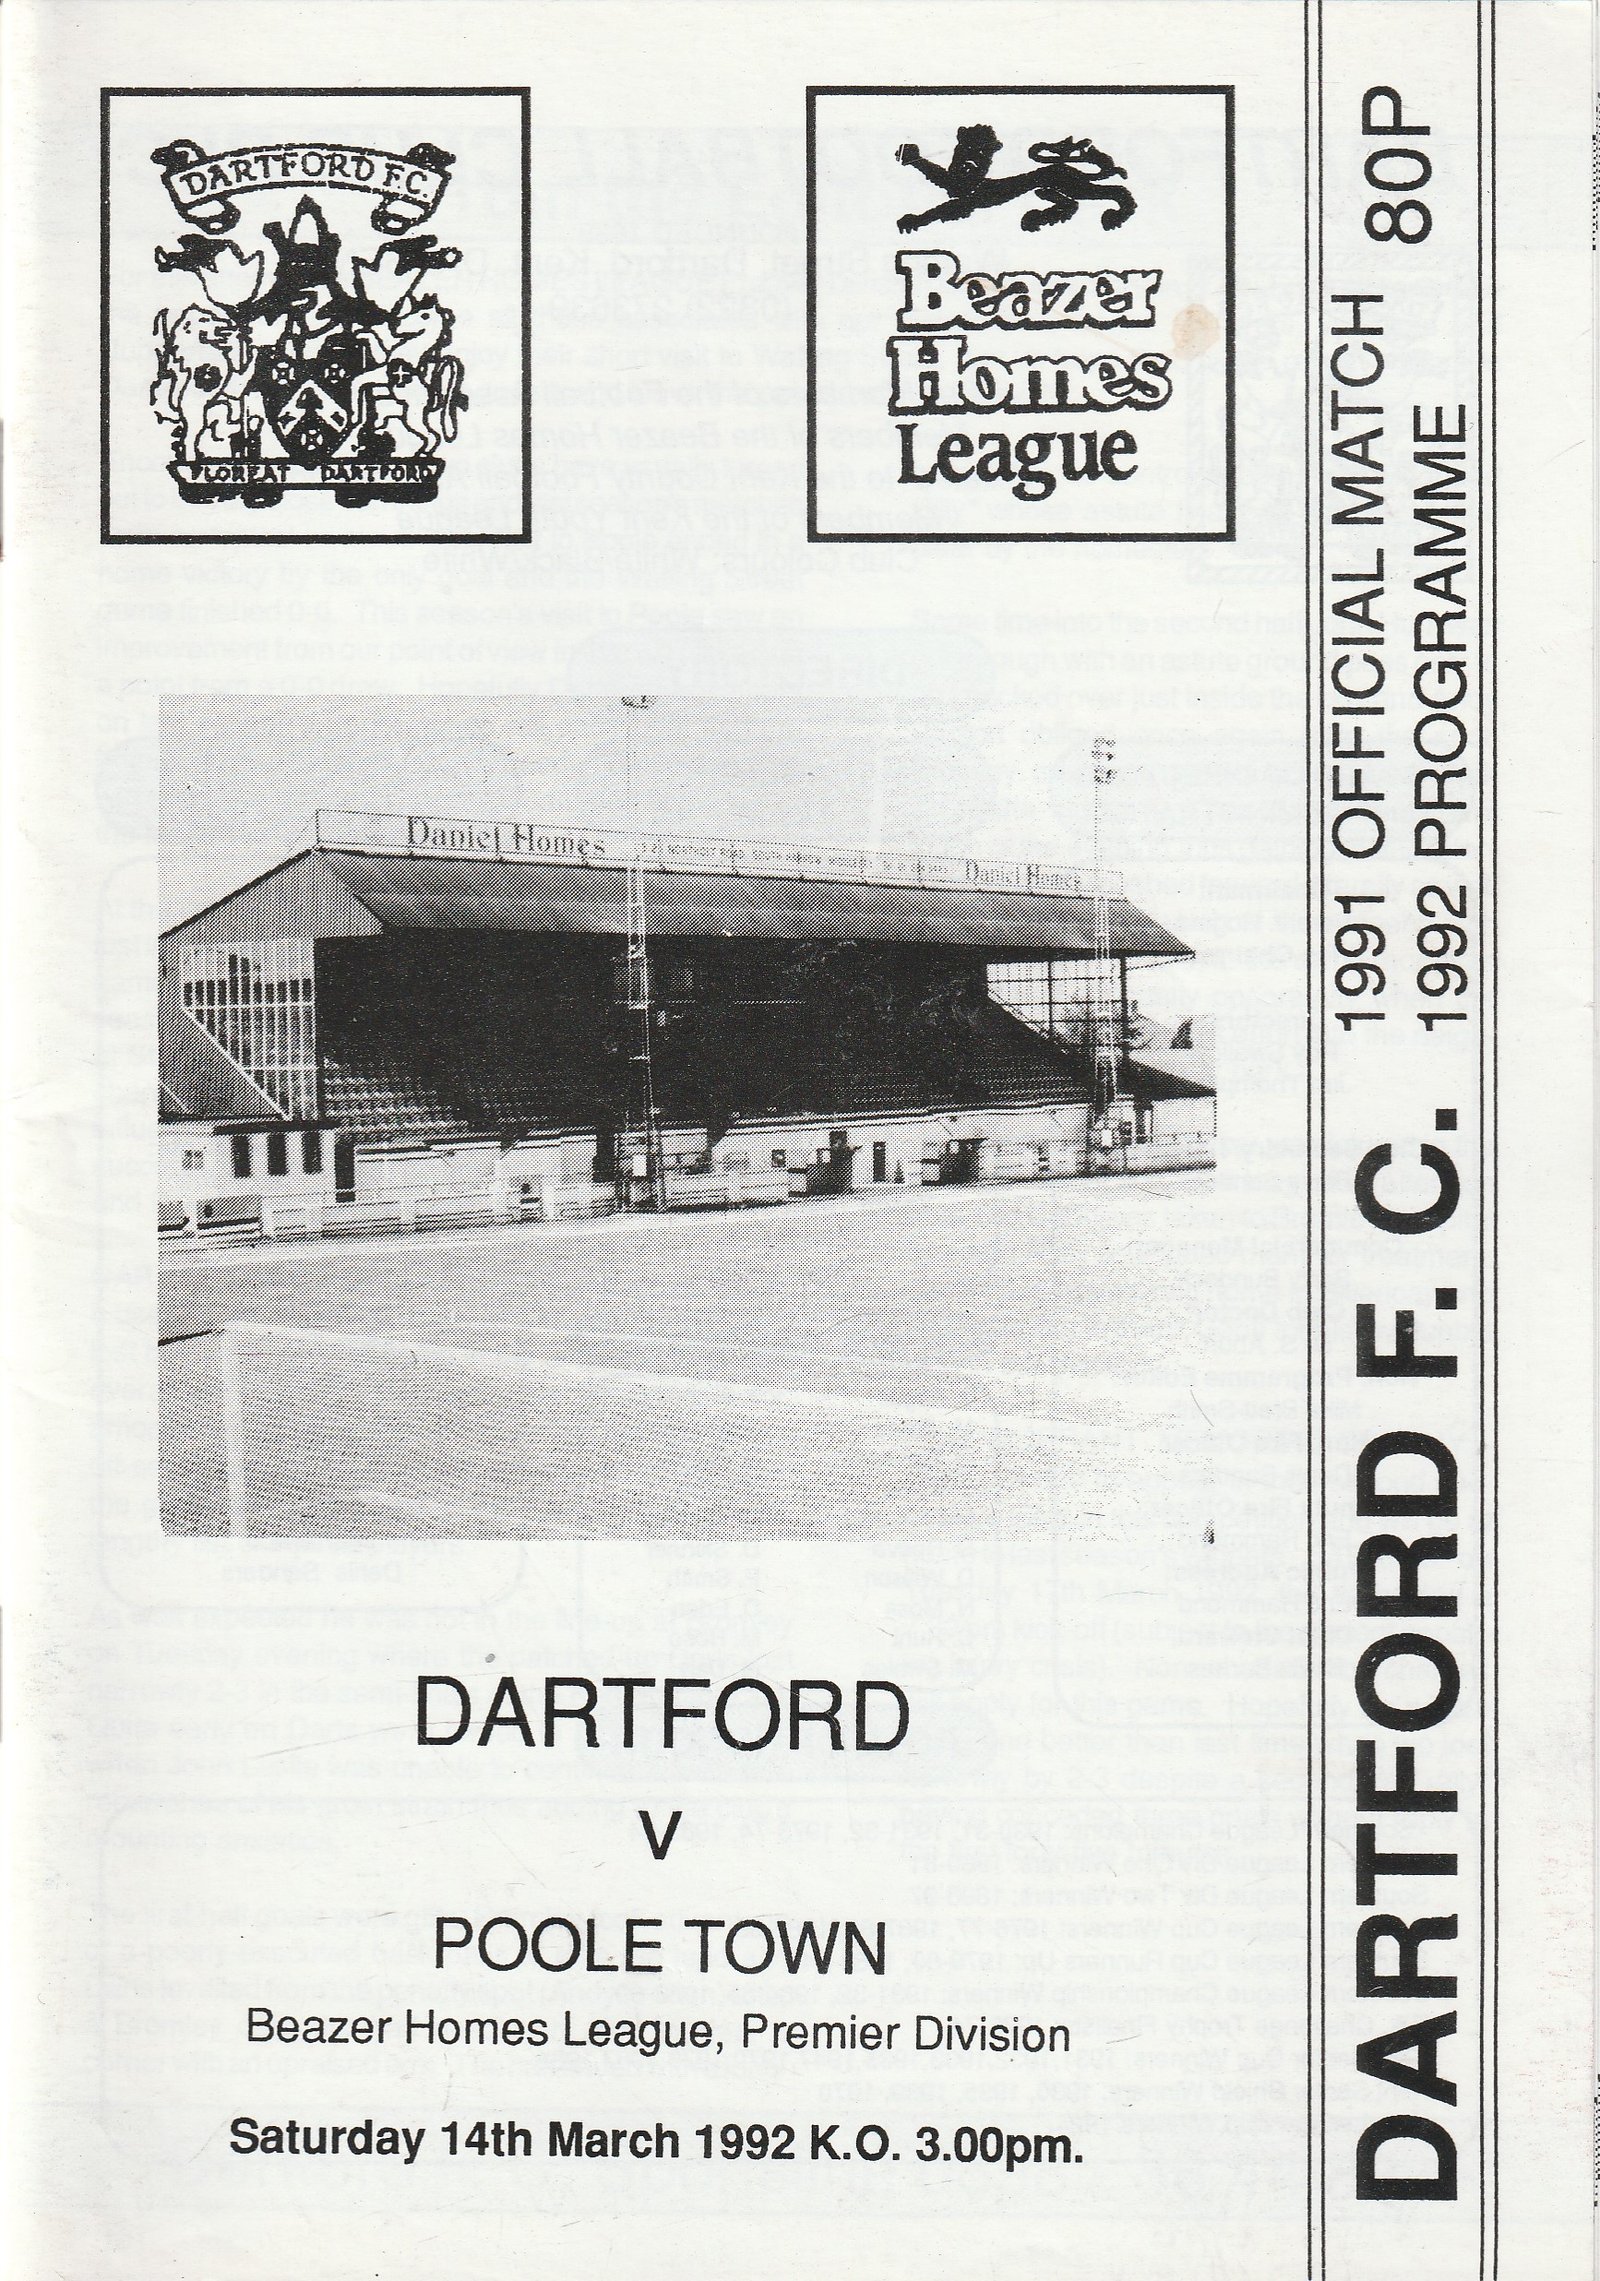 DARTFORD F.C.
FLOREAT DARTFORD
Beazer
Homes
League
Daniel Homes
Daniel Homes
DARTFORD
v
POOLE TOWN
Beazer Homes League, Premier Division
Saturday 14th March 1992 K.O. 3.00pm.
DARTFORD F. C.
1991 OFFICIAL MATCH
1992 PROGRAMME
80P